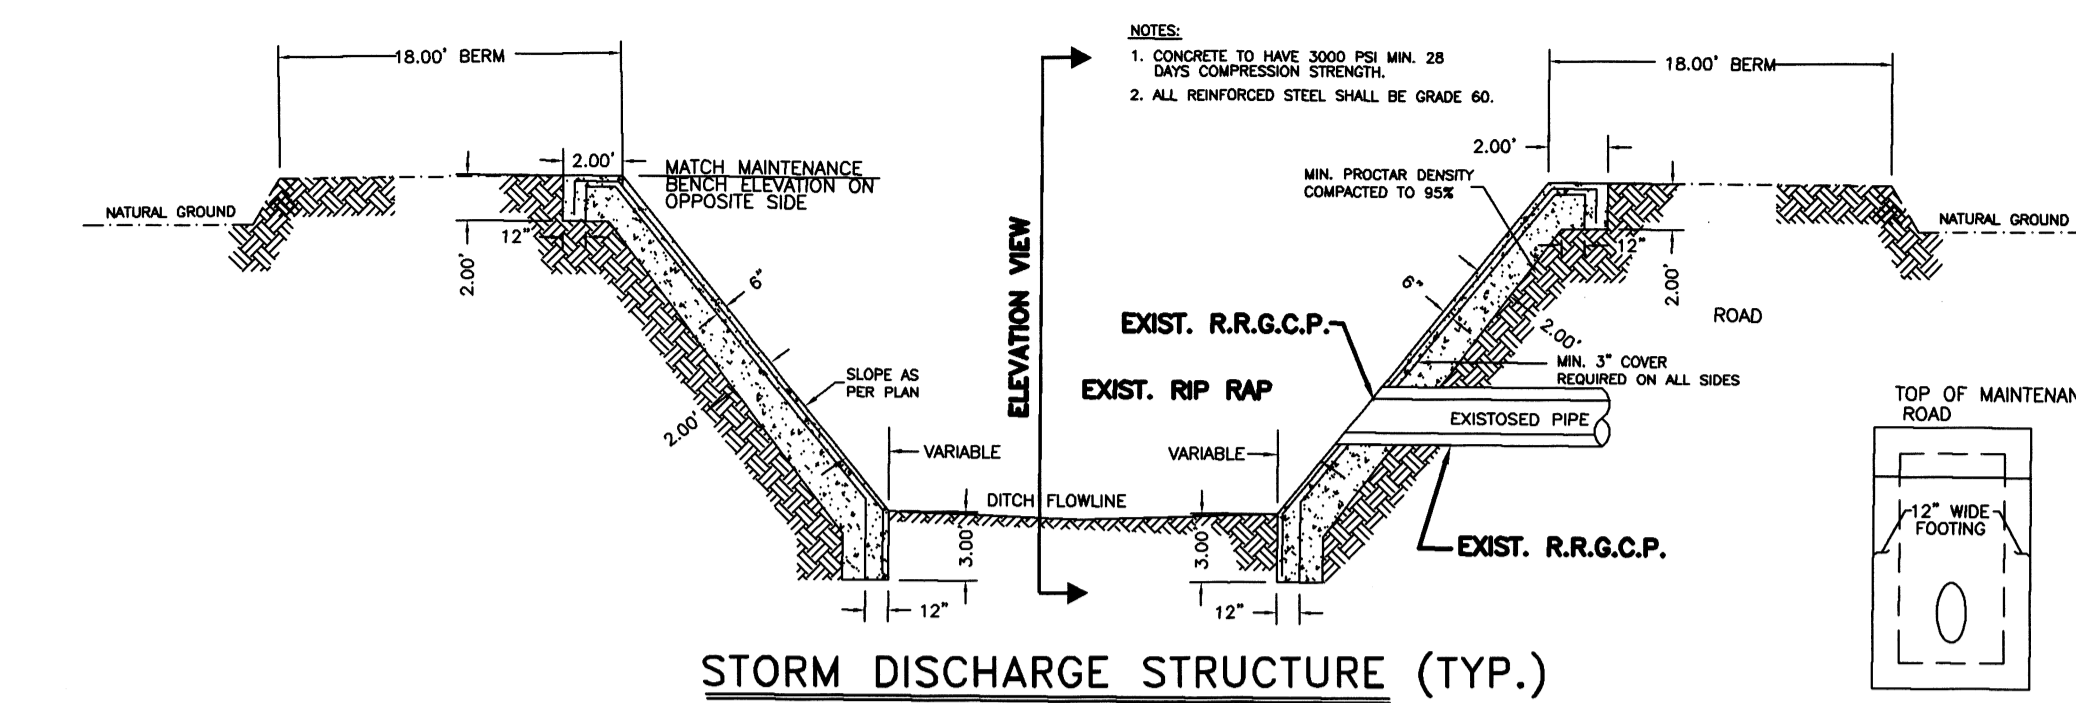 18.00' BERM
NOTES:
1. CONCRETE TO HAVE 3000 PSI MIN. 28
DAYS COMPRESSION STRENGTH.
2. ALL REINFORCED STEEL SHALL BE GRADE 60.
18.00' BERM
2.00'
MATCH MAINTENANCE
BENCH ELEVATION ON
OPPOSITE SIDE
2.00'
MIN. PROCTAR DENSITY
COMPACTED TO 95%
NATURAL GROUND
NATURAL GROUND
12"
2.00'
6"
12"
2.00'
6"
ELEVATION VIEW
ROAD
EXIST. R.R.G.C.P.
2.00'
MIN. 3" COVER
REQUIRED ON ALL SIDES
SLOPE AS
PER PLAN
EXIST. RIP RAP
2.00'
EXISTOSED PIPE
TOP OF MAINTENAN
ROAD
VARIABLE
VARIABLE
DITCH FLOWLINE
3.00'
3.00'
EXIST. R.R.G.C.P.
12" WIDE
FOOTING
12"
12"
STORM DISCHARGE STRUCTURE (TYP.)